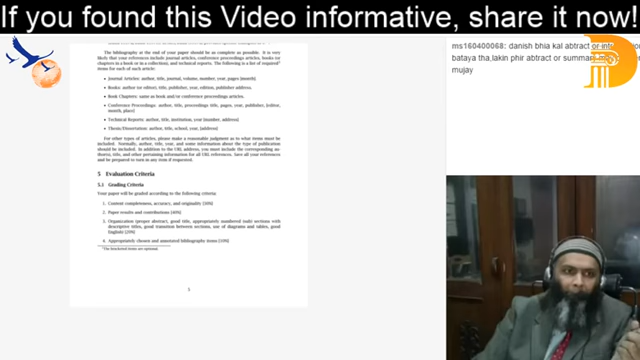 If you found this Video informative, share it now!
ms160400068: danish bhia kal abtract or
bataya tha,lakin phir abtract or summary
mujay
The bibliography at the end of your paper should be as complete as possible. It is very
likely that your references include journal articles, conference proceedings articles, books (or
chapters in a book or in a collection), and technical reports. The following is a list of required¹
items for each of such article:
• Journal Articles: author, title, journal, volume, number, year, pages [month]
• Books: author (or editor), title, publisher, year, edition, publisher address.
• Book Chapters: same as book and/or conference proceedings articles.
• Conference Proceedings: author, title, proceedings title, pages, year, publisher, [editor,
month, place]
• Technical Reports: author, title, institution, year [number, address]
• Thesis/Dissertation: author, title, school, year, [address]
For other types of articles, please make a reasonable judgment as to what items must be
included. Normally, author, title, year, and some information about the type of publication
should be included. In addition to the URL address, you must include the corresponding au-
thor(s), title, and other pertaining information for all URL references. Save all your references
and be prepared to turn in any item if requested.
5 Evaluation Criteria
5.1 Grading Criteria
Your paper will be graded according to the following criteria:
1. Content completeness, accuracy, and originality [30%]
2. Paper results and contributions [40%]
3. Organization (proper abstract, good title, appropriately numbered (sub) sections with
descriptive titles, good transition between sections, use of diagrams and tables, good
English) [20%]
4. Appropriately chosen and annotated bibliography items [10%]
¹The bracketed items are optional